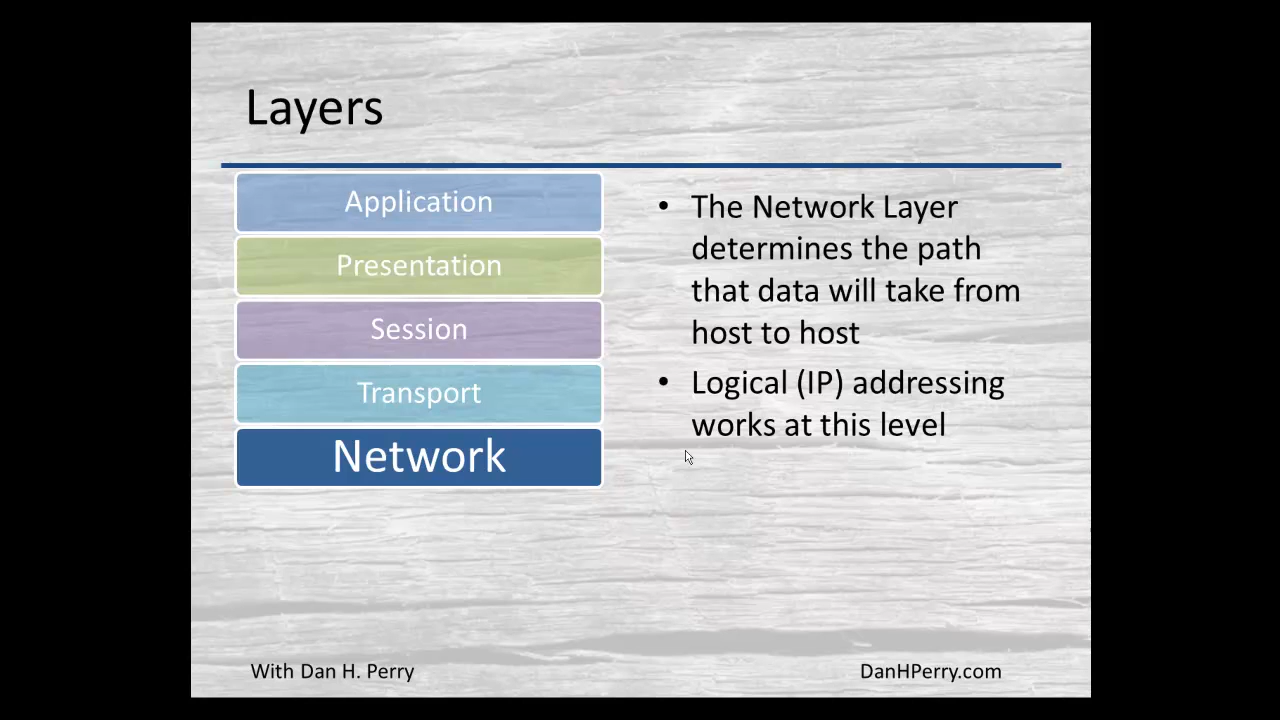 Layers
Application
Presentation
Session
Transport
Network
• The Network Layer
determines the path
that data will take from
host to host
• Logical (IP) addressing
works at this level
With Dan H. Perry
DanHPerry.com